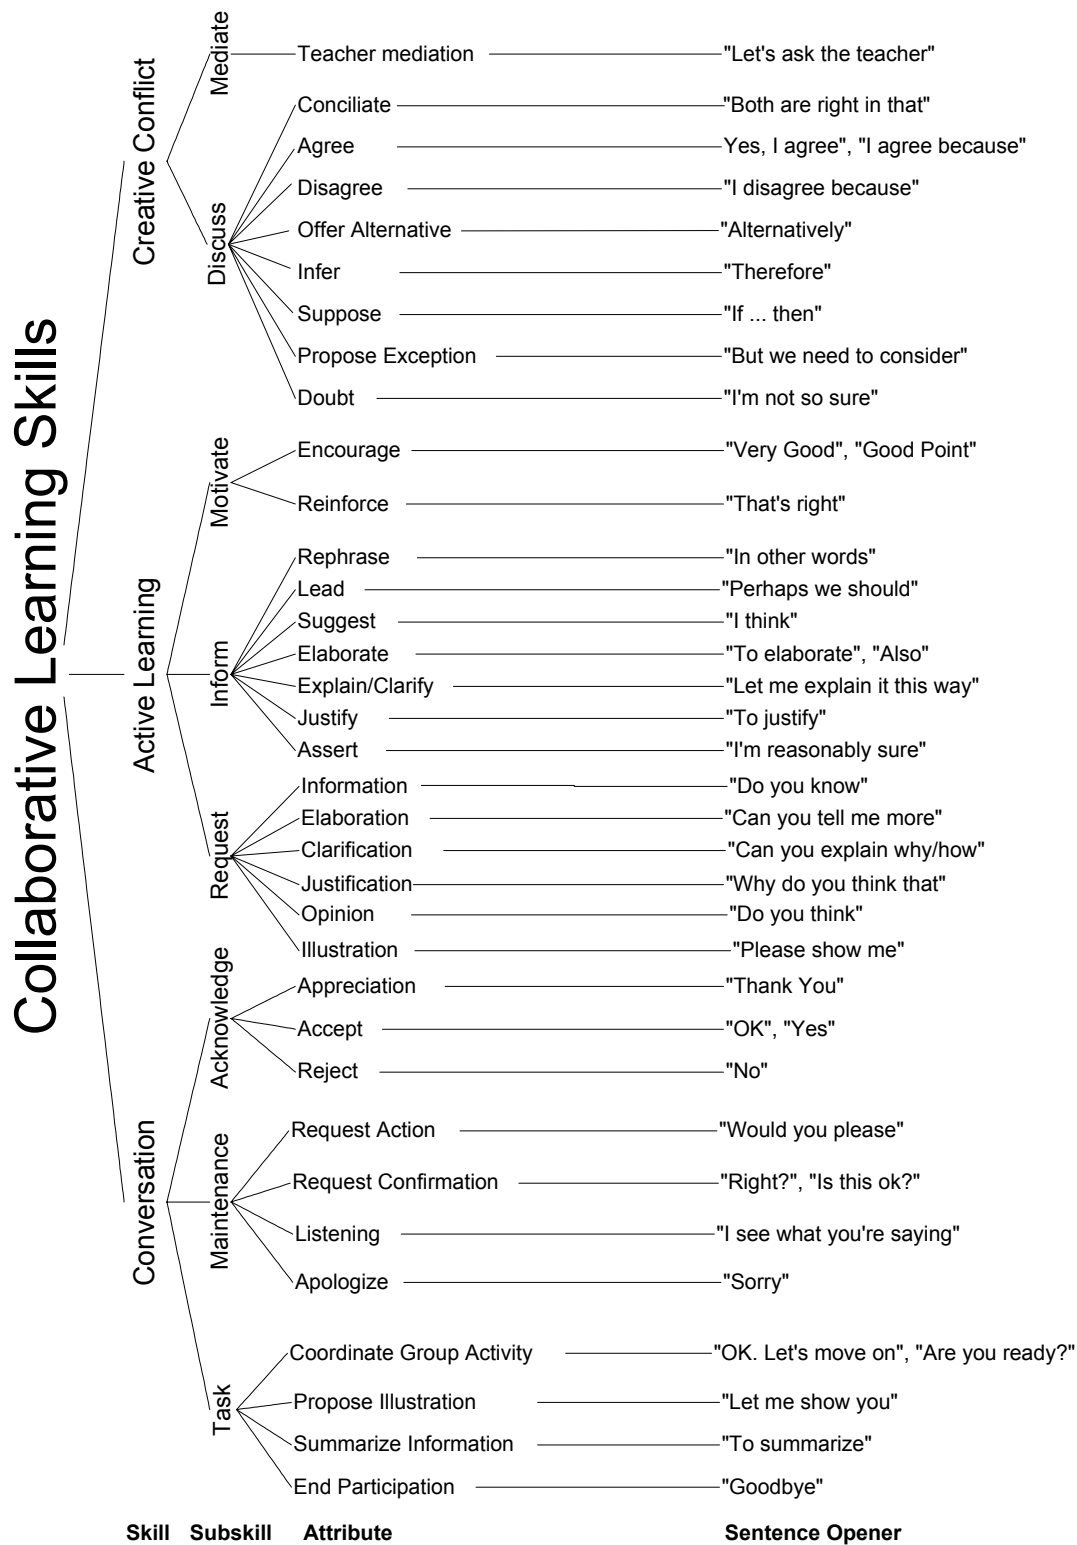 Collaborative Learning Skills
Creative Conflict
Mediate
Teacher mediation "Let's ask the teacher"
Discuss
Conciliate "Both are right in that"
Agree Yes, I agree", "I agree because"
Disagree "I disagree because"
Offer Alternative "Alternatively"
Infer "Therefore"
Suppose "If ... then"
Propose Exception "But we need to consider"
Doubt "I'm not so sure"
Active Learning
Motivate
Encourage "Very Good", "Good Point"
Reinforce "That's right"
Inform
Rephrase "In other words"
Lead "Perhaps we should"
Suggest "I think"
Elaborate "To elaborate", "Also"
Explain/Clarify "Let me explain it this way"
Justify "To justify"
Assert "I'm reasonably sure"
Request
Information "Do you know"
Elaboration "Can you tell me more"
Clarification "Can you explain why/how"
Justification "Why do you think that"
Opinion "Do you think"
Illustration "Please show me"
Conversation
Acknowledge
Appreciation "Thank You"
Accept "OK", "Yes"
Reject "No"
Maintenance
Request Action "Would you please"
Request Confirmation "Right?", "Is this ok?"
Listening "I see what you're saying"
Apologize "Sorry"
Task
Coordinate Group Activity "OK. Let's move on", "Are you ready?"
Propose Illustration "Let me show you"
Summarize Information "To summarize"
End Participation "Goodbye"
Skill Subskill Attribute Sentence Opener